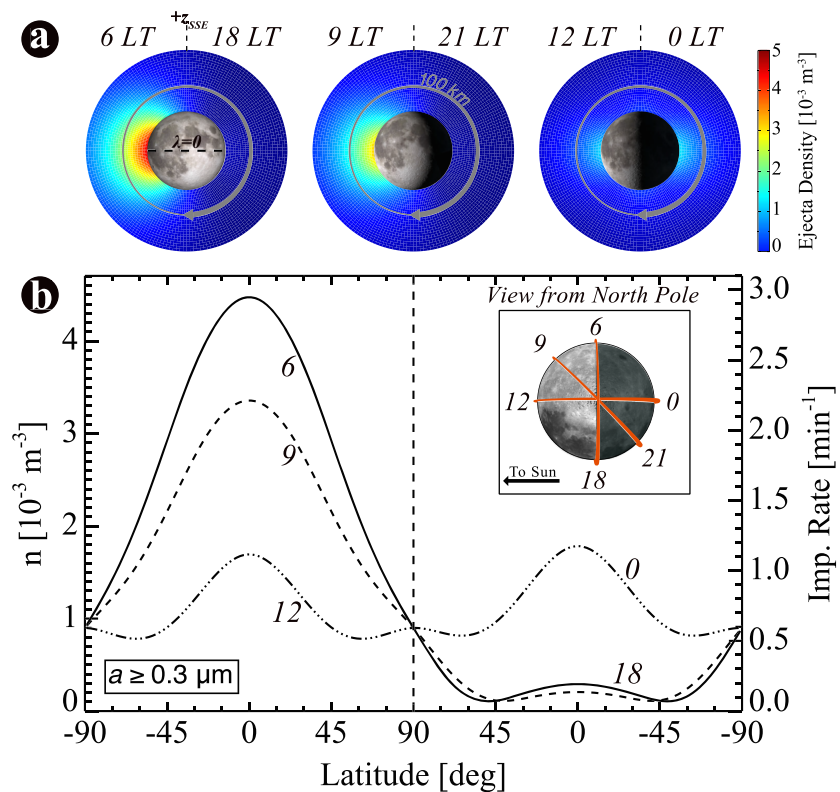 a
+z_SSE
6 LT 18 LT 9 LT 21 LT 12 LT 0 LT
λ=0
100 km
5
4
3
2
1
0
Ejecta Density [10⁻³ m⁻³]
b
View from North Pole
6
9
12
0
21
18
To Sun
6
9
12
0
18
a ≥ 0.3 μm
4
3
2
1
0
n [10⁻³ m⁻³]
3.0
2.5
2.0
1.5
1.0
0.5
0.0
Imp. Rate [min⁻¹]
-90 -45 0 45 90 45 0 -45 -90
Latitude [deg]